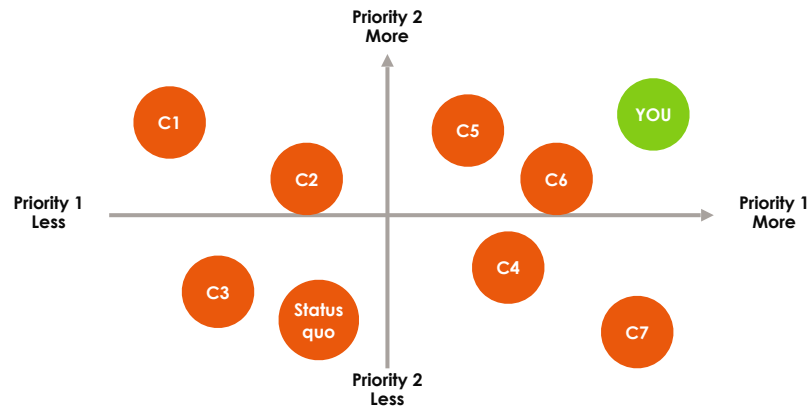 Priority 2
More
C1
YOU
C5
C2
C6
Priority 1
Less
Priority 1
More
C4
C3
Status
quo
C7
Priority 2
Less